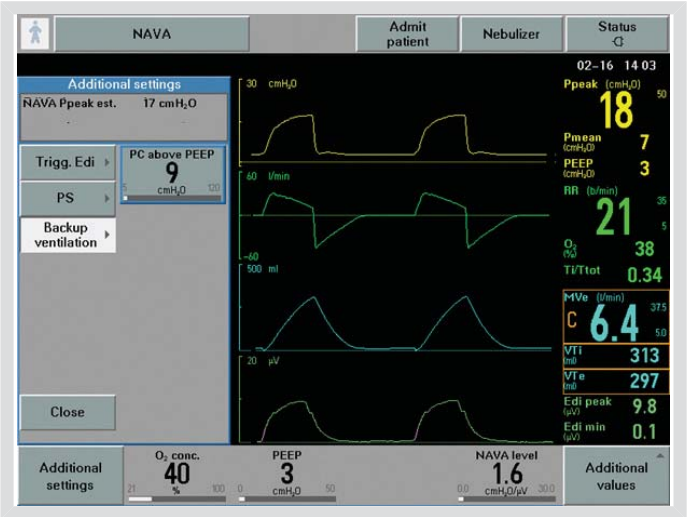 NAVA
Admit patient
Nebulizer
Status
02-16 14 03
Additional settings
NAVA Ppeak est. 17 cmH₂O
Trigg. Edi
PC above PEEP
9
5 cmH₂O 120
PS
Backup ventilation
Close
30 cmH₂O
60 l/min
-60
500 ml
20 µV
Ppeak (cmH₂O) 50
18
Pmean (cmH₂O) 7
PEEP (cmH₂O) 3
RR (b/min) 35
21 5
O₂ (%) 38
Ti/Ttot 0.34
MVe (l/min) 37.5
C 6.4 5.0
VTi (ml) 313
VTe (ml) 297
Edi peak (µV) 9.8
Edi min (µV) 0.1
Additional settings
O₂ conc.
40
21 % 100
PEEP
3
0 cmH₂O 50
NAVA level
1.6
0.0 cmH₂O/µV 30.0
Additional values